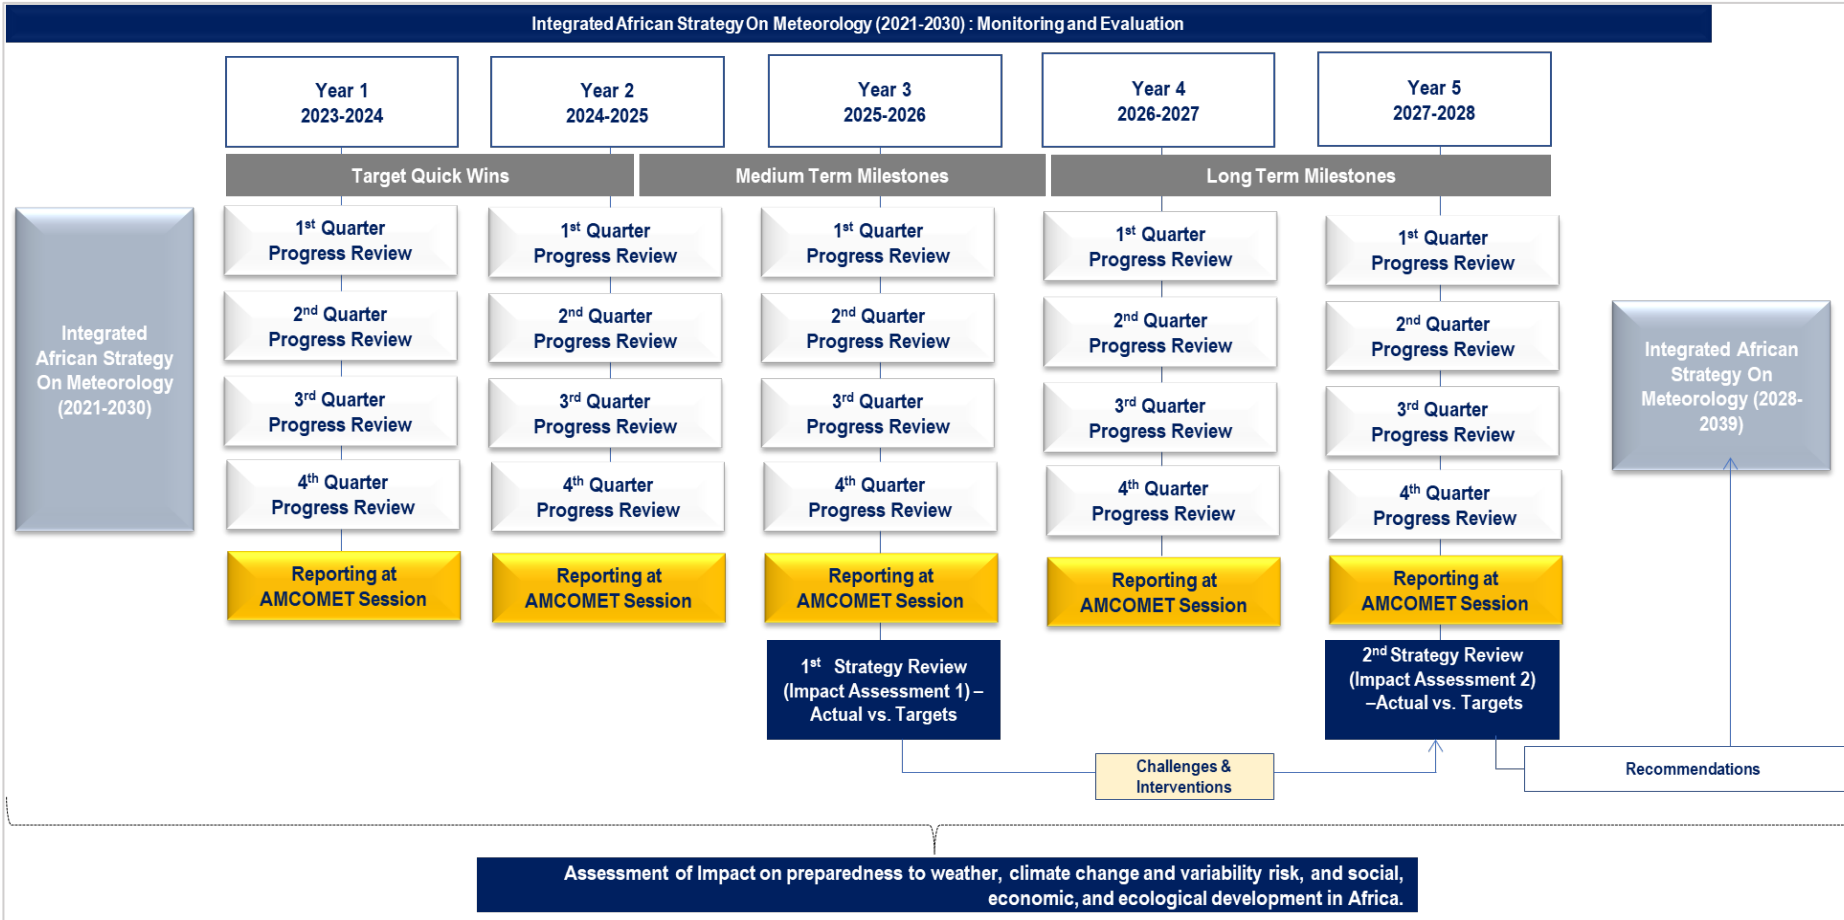 Integrated African Strategy On Meteorology (2021-2030) : Monitoring and Evaluation
Year 1
2023-2024
Year 2
2024-2025
Year 3
2025-2026
Year 4
2026-2027
Year 5
2027-2028
Target Quick Wins
Medium Term Milestones
Long Term Milestones
Integrated
African Strategy
On Meteorology
(2021-2030)
1st Quarter
Progress Review
2nd Quarter
Progress Review
3rd Quarter
Progress Review
4th Quarter
Progress Review
Reporting at
AMCOMET Session
1st Quarter
Progress Review
2nd Quarter
Progress Review
3rd Quarter
Progress Review
4th Quarter
Progress Review
Reporting at
AMCOMET Session
1st Quarter
Progress Review
2nd Quarter
Progress Review
3rd Quarter
Progress Review
4th Quarter
Progress Review
Reporting at
AMCOMET Session
1st Strategy Review
(Impact Assessment 1) –
Actual vs. Targets
1st Quarter
Progress Review
2nd Quarter
Progress Review
3rd Quarter
Progress Review
4th Quarter
Progress Review
Reporting at
AMCOMET Session
1st Quarter
Progress Review
2nd Quarter
Progress Review
3rd Quarter
Progress Review
4th Quarter
Progress Review
Reporting at
AMCOMET Session
2nd Strategy Review
(Impact Assessment 2)
–Actual vs. Targets
Integrated African
Strategy On
Meteorology (2028-
2039)
Challenges &
Interventions
Recommendations
Assessment of Impact on preparedness to weather, climate change and variability risk, and social,
economic, and ecological development in Africa.